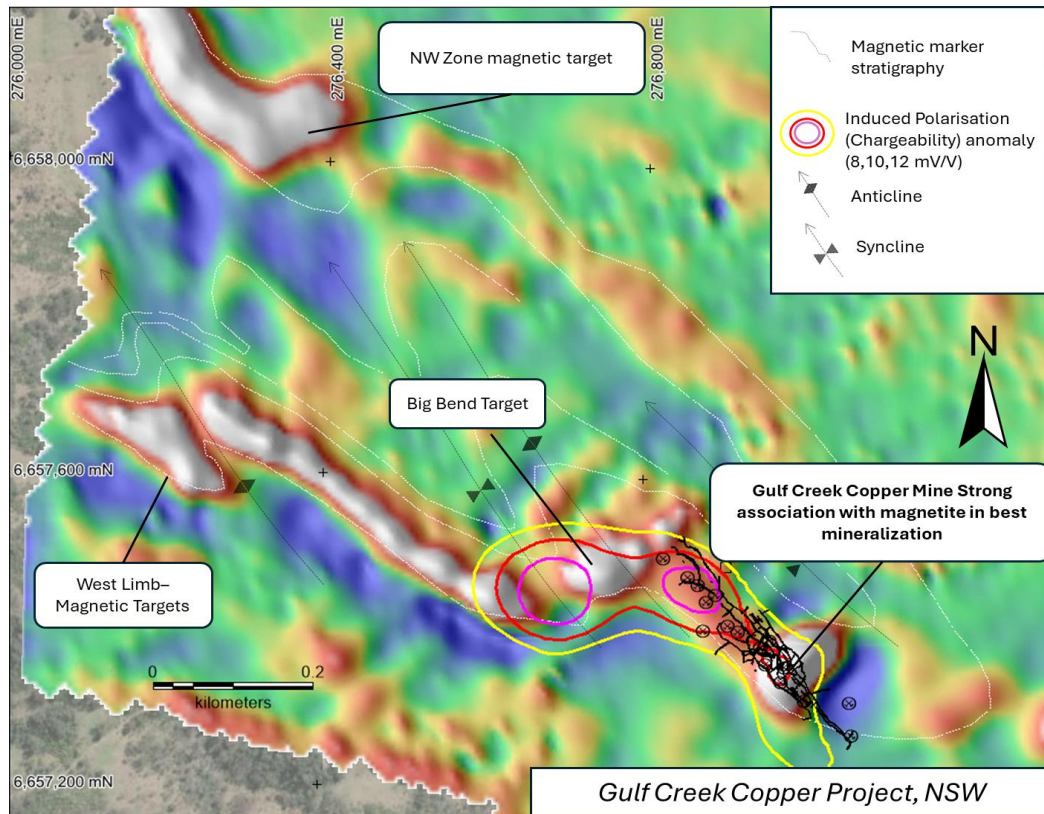 276,000 mE
276,400 mE
276,800 mE
NW Zone magnetic
target
Magnetic marker
stratigraphy
Induced Polarisation
(Chargeability) anomaly
(8,10,12 mV/V)
Anticline
Syncline
6,658,000 mN
N
Big Bend Target
6,657,600 mN
Gulf Creek Copper Mine Strong
association with magnetite in best
mineralization
West Limb–
Magnetic Targets
0 0.2
kilometers
6,657,200 mN
Gulf Creek Copper Project, NSW